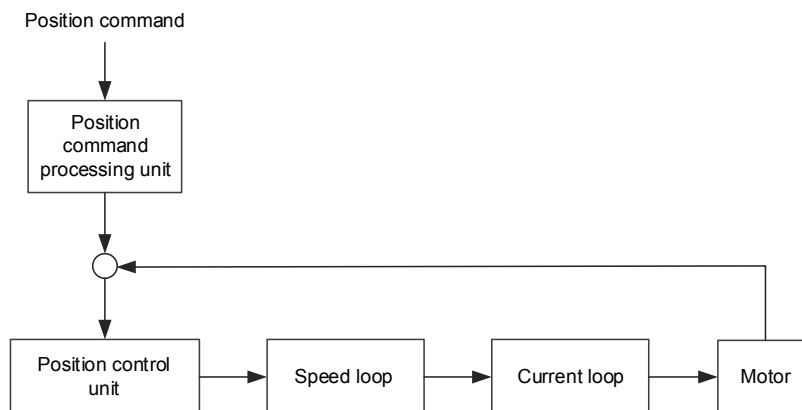 Position command
Position
command
processing unit
Position control
unit
Speed loop
Current loop
Motor